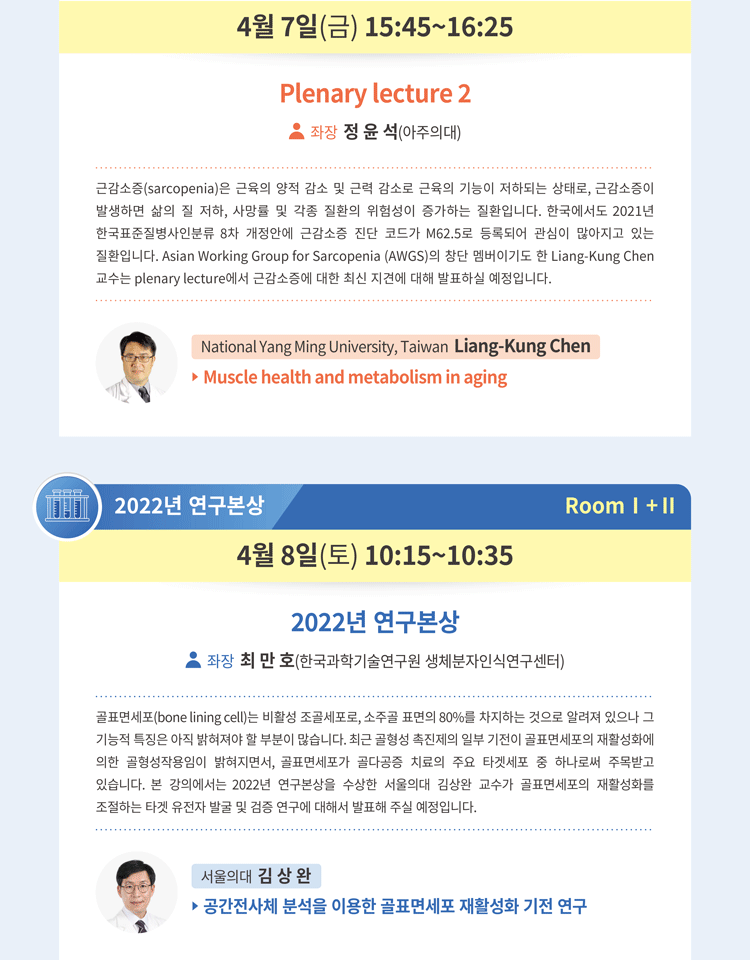 4월 7일(금) 15:45~16:25
Plenary lecture 2
좌장 정 윤 석(아주의대)
근감소증(sarcopenia)은 근육의 양적 감소 및 근력 감소로 근육의 기능이 저하되는 상태로, 근감소증이
발생하면 삶의 질 저하, 사망률 및 각종 질환의 위험성이 증가하는 질환입니다. 한국에서도 2021년
한국표준질병사인분류 8차 개정안에 근감소증 진단 코드가 M62.5로 등록되어 관심이 많아지고 있는
질환입니다. Asian Working Group for Sarcopenia (AWGS)의 창단 멤버이기도 한 Liang-Kung Chen
교수는 plenary lecture에서 근감소증에 대한 최신 지견에 대해 발표하실 예정입니다.
National Yang Ming University, Taiwan Liang-Kung Chen
Muscle health and metabolism in aging
2022년 연구본상
Room Ⅰ+Ⅱ
4월 8일(토) 10:15~10:35
2022년 연구본상
좌장 최 만 호(한국과학기술연구원 생체분자인식연구센터)
골표면세포(bone lining cell)는 비활성 조골세포로, 소주골 표면의 80%를 차지하는 것으로 알려져 있으나 그
기능적 특징은 아직 밝혀져야 할 부분이 많습니다. 최근 골형성 촉진제의 일부 기전이 골표면세포의 재활성화에
의한 골형성작용임이 밝혀지면서, 골표면세포가 골다공증 치료의 주요 타겟세포 중 하나로써 주목받고
있습니다. 본 강의에서는 2022년 연구본상을 수상한 서울의대 김상완 교수가 골표면세포의 재활성화를
조절하는 타겟 유전자 발굴 및 검증 연구에 대해서 발표해 주실 예정입니다.
서울의대 김 상 완
공간전사체 분석을 이용한 골표면세포 재활성화 기전 연구